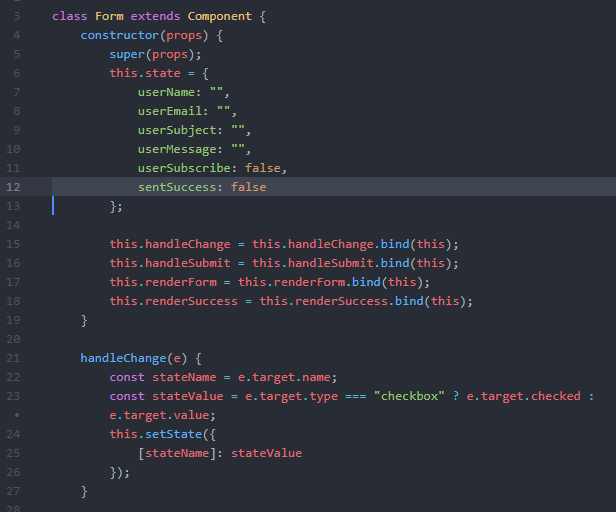 3 class Form extends Component {
4 constructor(props) {
5 super(props);
6 this.state = {
7 userName: "",
8 userEmail: "",
9 userSubject: "",
10 userMessage: "",
11 userSubscribe: false,
12 sentSuccess: false
13 };
14
15 this.handleChange = this.handleChange.bind(this);
16 this.handleSubmit = this.handleSubmit.bind(this);
17 this.renderForm = this.renderForm.bind(this);
18 this.renderSuccess = this.renderSuccess.bind(this);
19 }
20
21 handleChange(e) {
22 const stateName = e.target.name;
23 const stateValue = e.target.type === "checkbox" ? e.target.checked :
• e.target.value;
24 this.setState({
25 [stateName]: stateValue
26 });
27 }
28